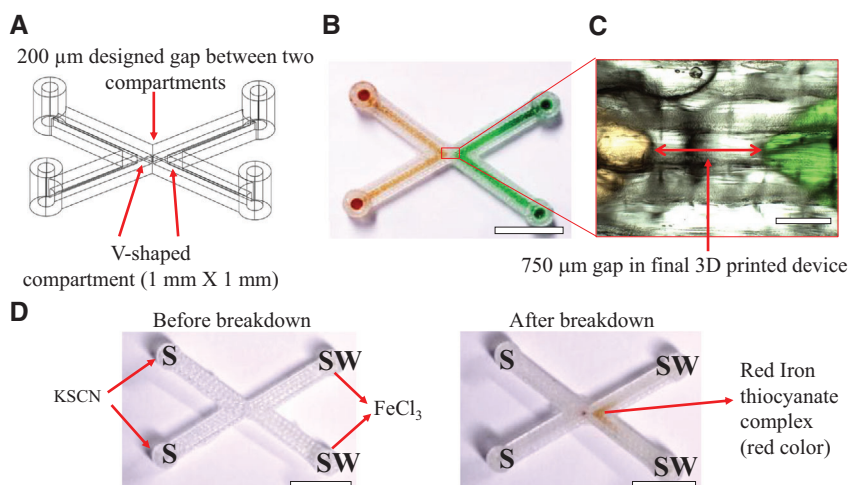 A
200 µm designed gap between two
compartments
V-shaped
compartment (1 mm X 1 mm)
B
C
750 µm gap in final 3D printed device
D
Before breakdown
S
SW
KSCN
FeCl₃
S
SW
After breakdown
S
SW
Red Iron
thiocyanate
complex
(red color)
S
SW